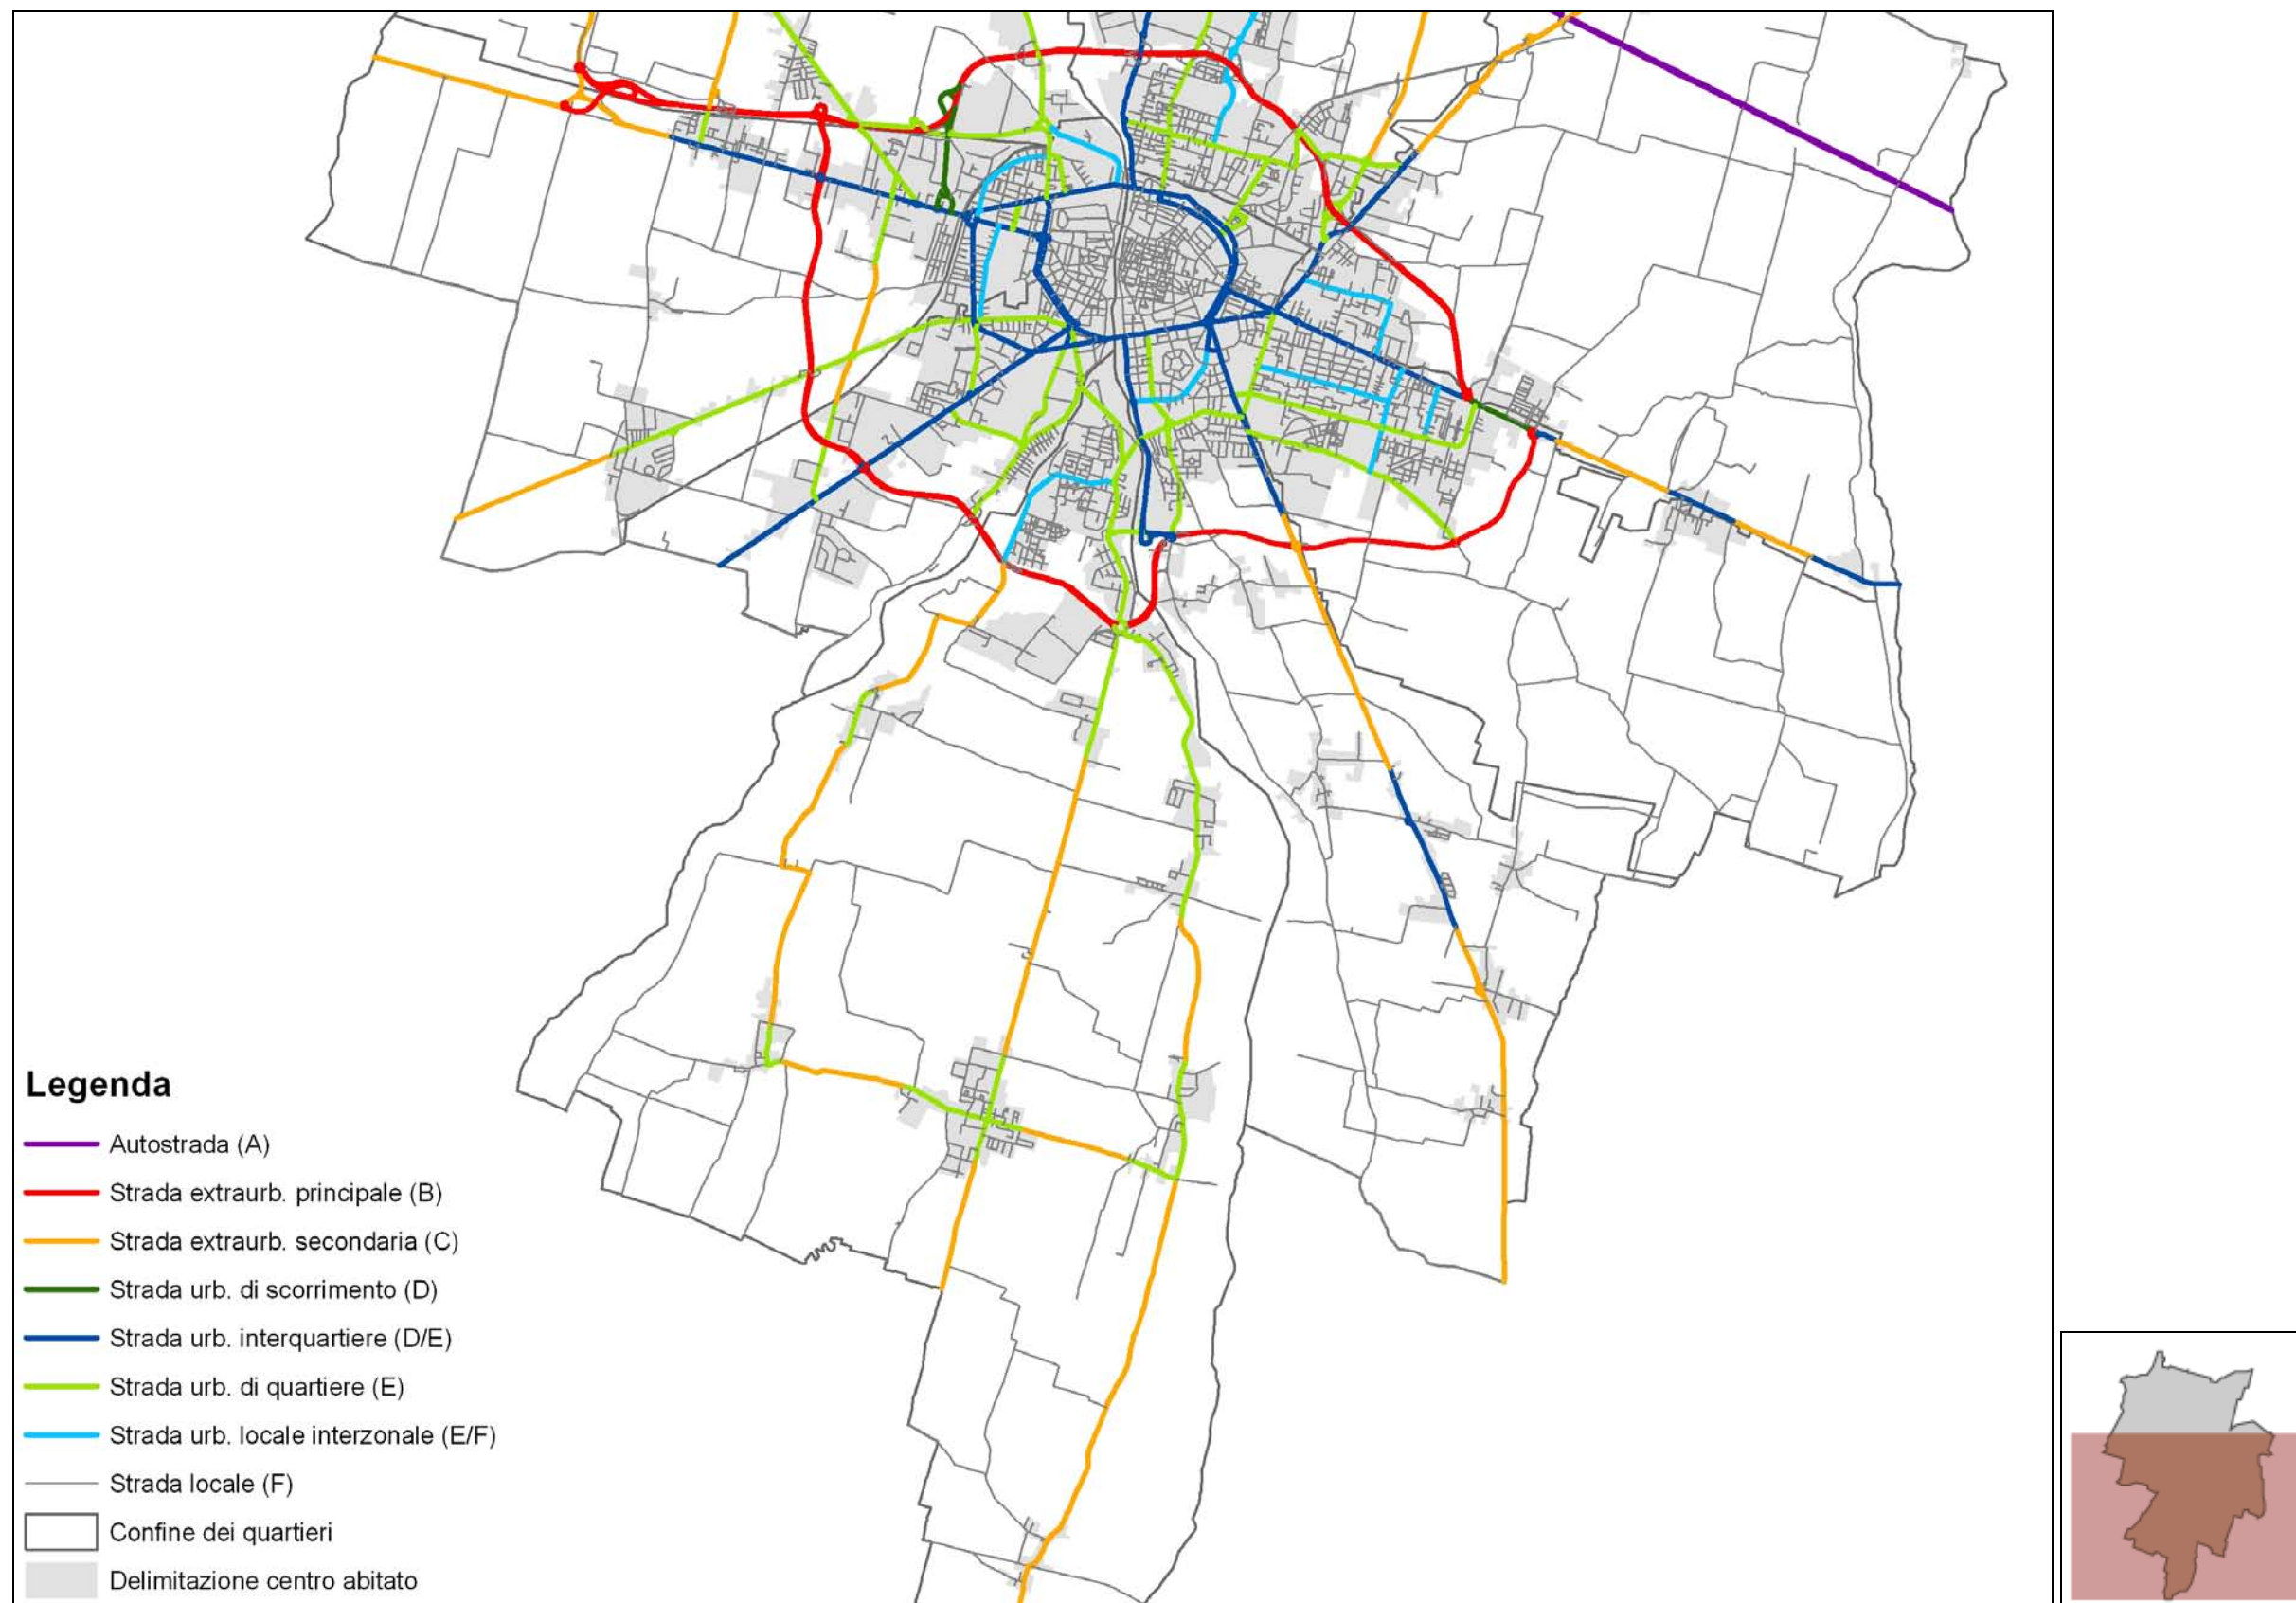 Legenda
Autostrada (A)
Strada extraurb. principale (B)
Strada extraurb. secondaria (C)
Strada urb. di scorrimento (D)
Strada urb. interquartiere (D/E)
Strada urb. di quartiere (E)
Strada urb. locale interzonale (E/F)
Strada locale (F)
Confine dei quartieri
Delimitazione centro abitato